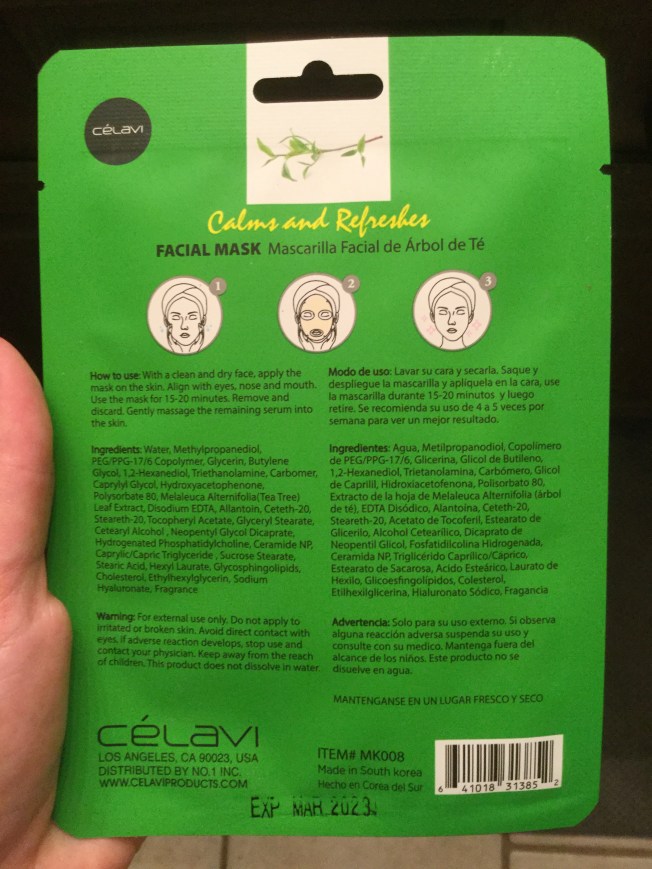 CéLAVI
Calms and Refreshes
FACIAL MASK Mascarilla Facial de Árbol de Té
1
2
3
How to use: With a clean and dry face, apply the
mask on the skin. Align with eyes, nose and mouth.
Use the mask for 15-20 minutes. Remove and
discard. Gently massage the remaining serum into
the skin.
Modo de uso: Lavar su cara y secarla. Saque y
despliegue la mascarilla y apliquela en la cara, use
la mascarilla durante 15-20 minutos y luego
retire. Se recomienda su uso de 4 a 5 veces por
semana para ver un mejor resultado.
Ingredients: Water, Methylpropanediol,
PEG/PPG-17/6 Copolymer, Glycerin, Butylene
Glycol, 1,2-Hexanediol, Triethanolamine, Carbomer,
Caprylyl Glycol, Hydroxyacetophenone,
Polysorbate 80, Melaleuca Alternifolia(Tea Tree)
Leaf Extract, Disodium EDTA, Allantoin, Ceteth-20,
Steareth-20, Tocopheryl Acetate, Glyceryl Stearate,
Cetearyl Alcohol , Neopentyl Glycol Dicaprate,
Hydrogenated Phosphatidylcholine, Ceramide NP,
Caprylic/Capric Triglyceride , Sucrose Stearate,
Stearic Acid, Hexyl Laurate, Glycosphingolipids,
Cholesterol, Ethylhexylglycerin, Sodium
Hyaluronate, Fragrance
Ingredientes: Agua, Metilpropanodiol, Copolímero
de PEG/PPG-17/6, Glicerina, Glicol de Butileno,
1,2-Hexanediol, Trietanolamina, Carbómero, Glicol
de Caprilil, Hidroxiacetofenona, Polisorbato 80,
Extracto de la hoja de Melaleuca Alternifolia (árbol
de té), EDTA Disódico, Alantoína, Ceteth-20,
Steareth-20, Acetato de Tocoferil, Estearato de
Glicerilo, Alcohol Cetearílico, Dicaprato de
Neopentil Glicol, Fosfatidilcolina Hidrogenada,
Ceramida NP, Triglicérido Caprílico/Cáprico,
Estearato de Sacarosa, Acido Esteárico, Laurato de
Hexilo, Glicoesfingolípidos, Colesterol,
Etilhexilglicerina, Hialuronato Sódico, Fragancia
Warning: For external use only. Do not apply to
irritated or broken skin. Avoid direct contact with
eyes, if adverse reaction develops, stop use and
contact your physician. Keep away from the reach
of children. This product does not dissolve in water.
Advertencia: Solo para su uso externo. Si observa
alguna reacción adversa suspenda su uso y
consulte con su medico. Mantenga fuera del
alcance de los niños. Este producto no se
disuelve en agua.
MANTENGANSE EN UN LUGAR FRESCO Y SECO
CéLAVI
LOS ANGELES, CA 90023, USA
DISTRIBUTED BY NO.1 INC.
WWW.CELAVIPRODUCTS.COM
ITEM# MK008
Made in South korea
Hecho en Corea del Sur
6 41018 31385 2
EXP MAR.2023.